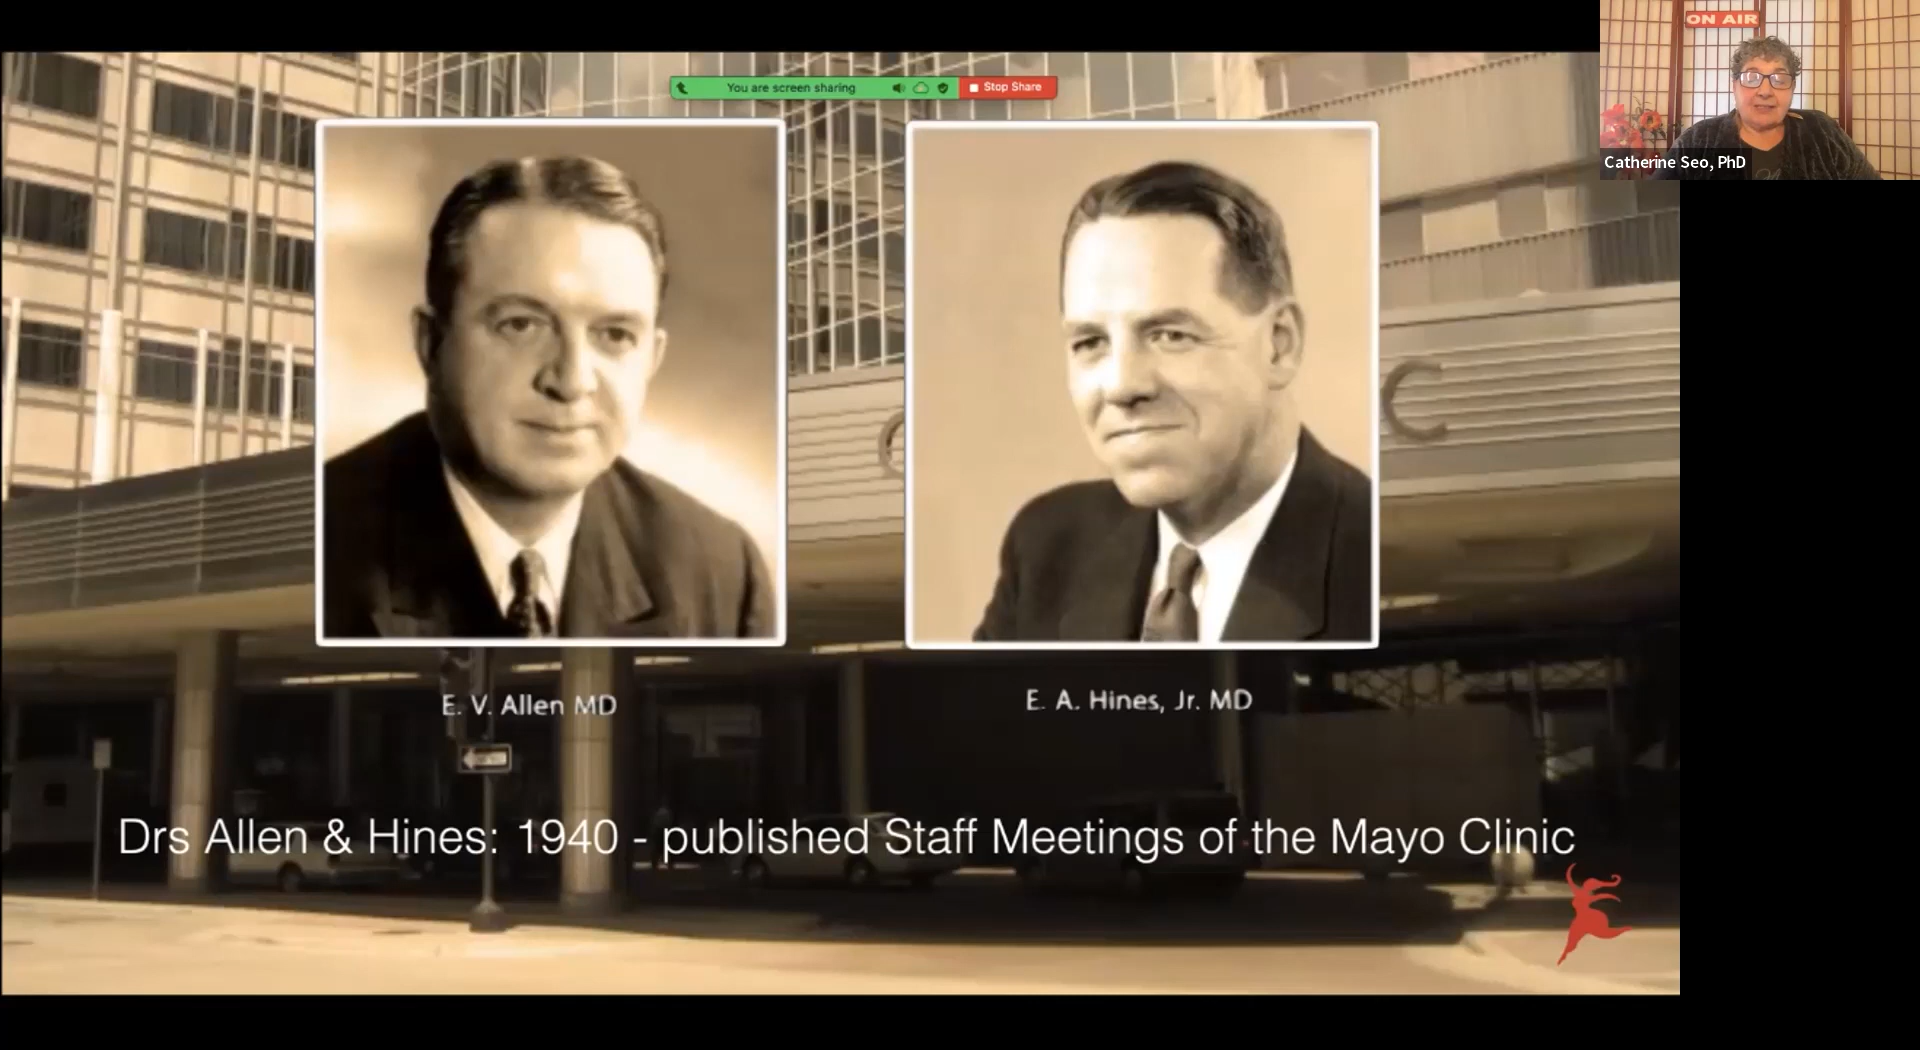 ON AIR
You are screen sharing
Stop Share
Catherine Seo, PhD
C
E. V. Allen MD
E. A. Hines, Jr. MD
Drs Allen & Hines: 1940 - published Staff Meetings of the Mayo Clinic